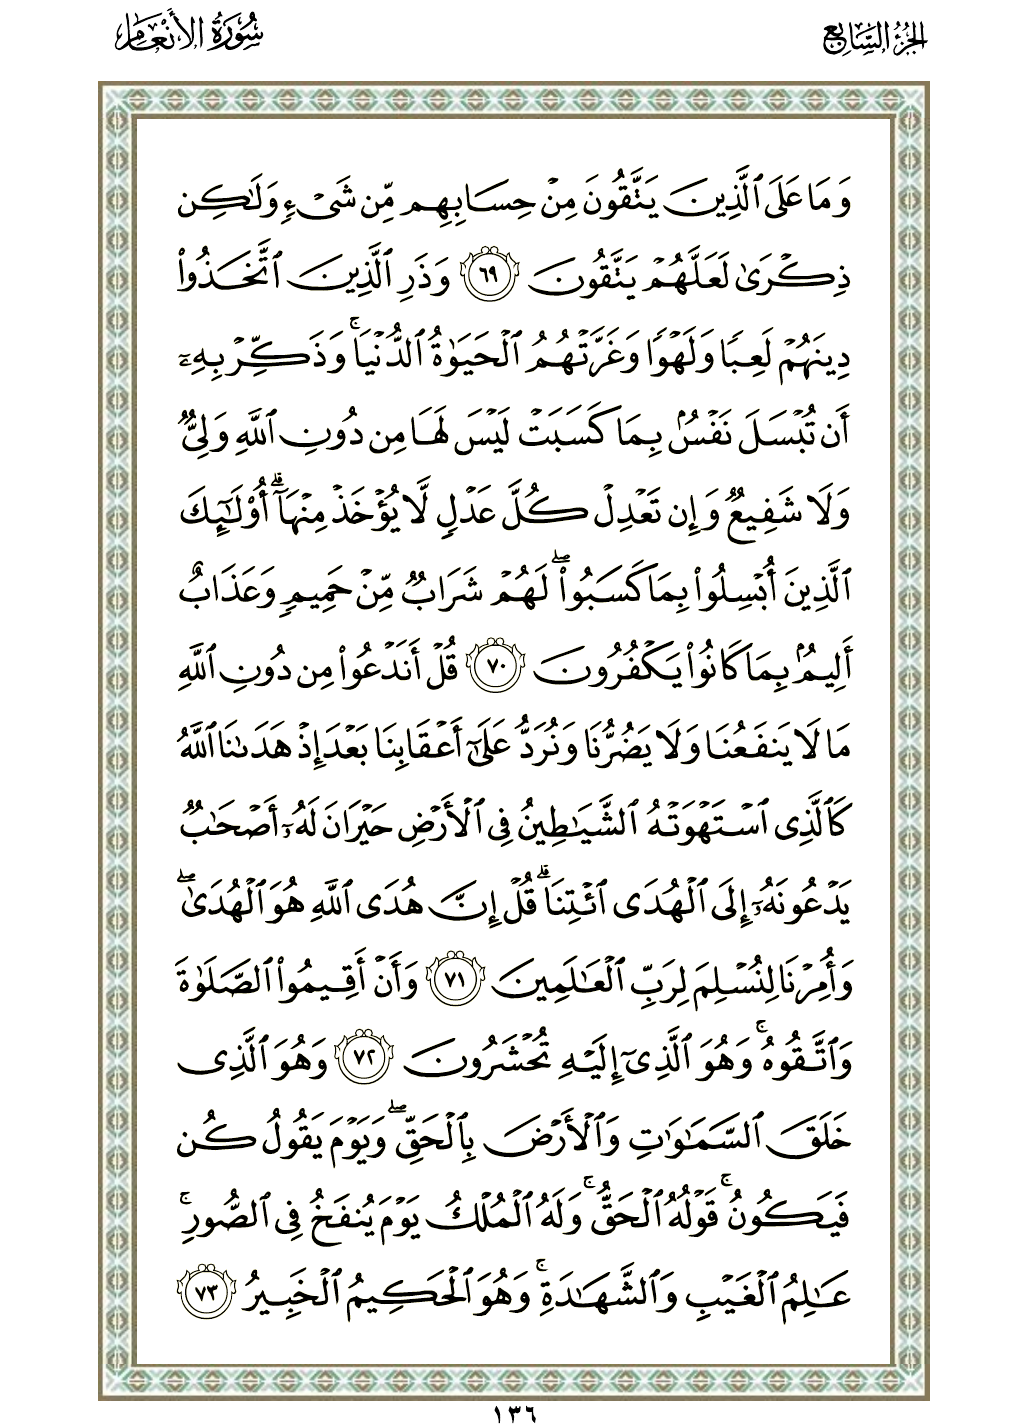 الجزء السابع
سورة الأنعام
وَمَا عَلَى ٱلَّذِينَ يَتَّقُونَ مِنْ حِسَابِهِم مِّن شَىْءٍ وَلَـٰكِن
ذِكْرَىٰ لَعَلَّهُمْ يَتَّقُونَ ٦٩ وَذَرِ ٱلَّذِينَ ٱتَّخَذُوا۟
دِينَهُمْ لَعِبًا وَلَهْوًا وَغَرَّتْهُمُ ٱلْحَيَوٰةُ ٱلدُّنْيَا ۚ وَذَكِّرْ بِهِۦٓ
أَن تُبْسَلَ نَفْسٌۢ بِمَا كَسَبَتْ لَيْسَ لَهَا مِن دُونِ ٱللَّهِ وَلِىٌّ
وَلَا شَفِيعٌ وَإِن تَعْدِلْ كُلَّ عَدْلٍ لَّا يُؤْخَذْ مِنْهَآ ۗ أُو۟لَـٰٓئِكَ
ٱلَّذِينَ أُبْسِلُوا۟ بِمَا كَسَبُوا۟ ۖ لَهُمْ شَرَابٌ مِّنْ حَمِيمٍ وَعَذَابٌ
أَلِيمٌۢ بِمَا كَانُوا۟ يَكْفُرُونَ ٧٠ قُلْ أَنَدْعُوا۟ مِن دُونِ ٱللَّهِ
مَا لَا يَنفَعُنَا وَلَا يَضُرُّنَا وَنُرَدُّ عَلَىٰٓ أَعْقَابِنَا بَعْدَ إِذْ هَدَىٰنَا ٱللَّهُ
كَٱلَّذِى ٱسْتَهْوَتْهُ ٱلشَّيَـٰطِينُ فِى ٱلْأَرْضِ حَيْرَانَ لَهُۥٓ أَصْحَـٰبٌ
يَدْعُونَهُۥٓ إِلَى ٱلْهُدَى ٱئْتِنَا ۗ قُلْ إِنَّ هُدَى ٱللَّهِ هُوَ ٱلْهُدَىٰ ۖ
وَأُمِرْنَا لِنُسْلِمَ لِرَبِّ ٱلْعَـٰلَمِينَ ٧١ وَأَنْ أَقِيمُوا۟ ٱلصَّلَوٰةَ
وَٱتَّقُوهُ ۚ وَهُوَ ٱلَّذِىٓ إِلَيْهِ تُحْشَرُونَ ٧٢ وَهُوَ ٱلَّذِى
خَلَقَ ٱلسَّمَـٰوَٰتِ وَٱلْأَرْضَ بِٱلْحَقِّ ۖ وَيَوْمَ يَقُولُ كُن
فَيَكُونُ ۚ قَوْلُهُ ٱلْحَقُّ ۚ وَلَهُ ٱلْمُلْكُ يَوْمَ يُنفَخُ فِى ٱلصُّورِ ۚ
عَـٰلِمُ ٱلْغَيْبِ وَٱلشَّهَـٰدَةِ ۚ وَهُوَ ٱلْحَكِيمُ ٱلْخَبِيرُ ٧٣
١٣٦